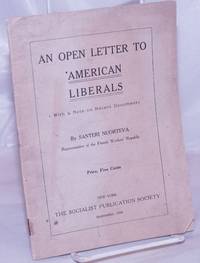 AN OPEN LETTER TO
AMERICAN
LIBERALS
With a Note on Recent Documents
By SANTERI NUORTEVA
Representative of the Finnish Workers' Republic
Price, Five Cents
NEW YORK
THE SOCIALIST PUBLICATION SOCIETY